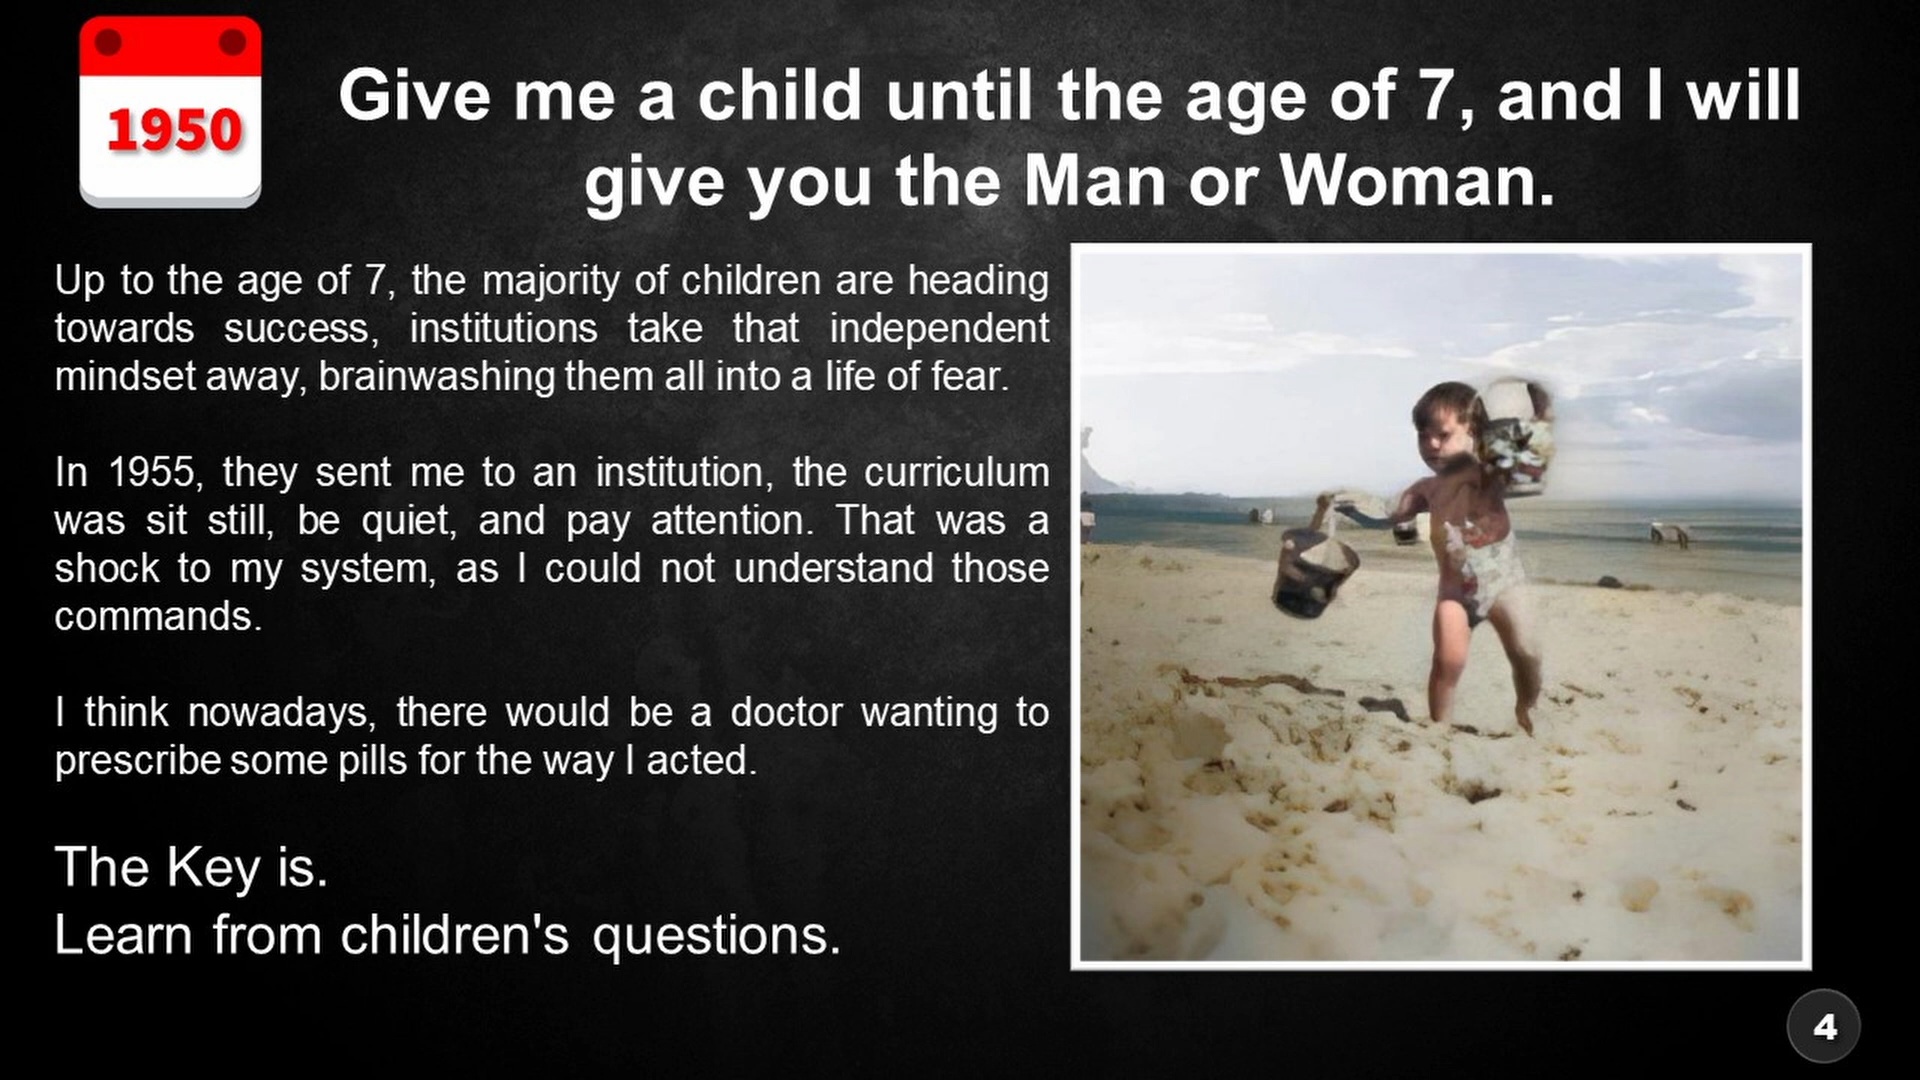 1950
Give me a child until the age of 7, and I will
give you the Man or Woman.
Up to the age of 7, the majority of children are heading
towards success, institutions take that independent
mindset away, brainwashing them all into a life of fear.
In 1955, they sent me to an institution, the curriculum
was sit still, be quiet, and pay attention. That was a
shock to my system, as I could not understand those
commands.
I think nowadays, there would be a doctor wanting to
prescribe some pills for the way I acted.
The Key is.
Learn from children's questions.
4